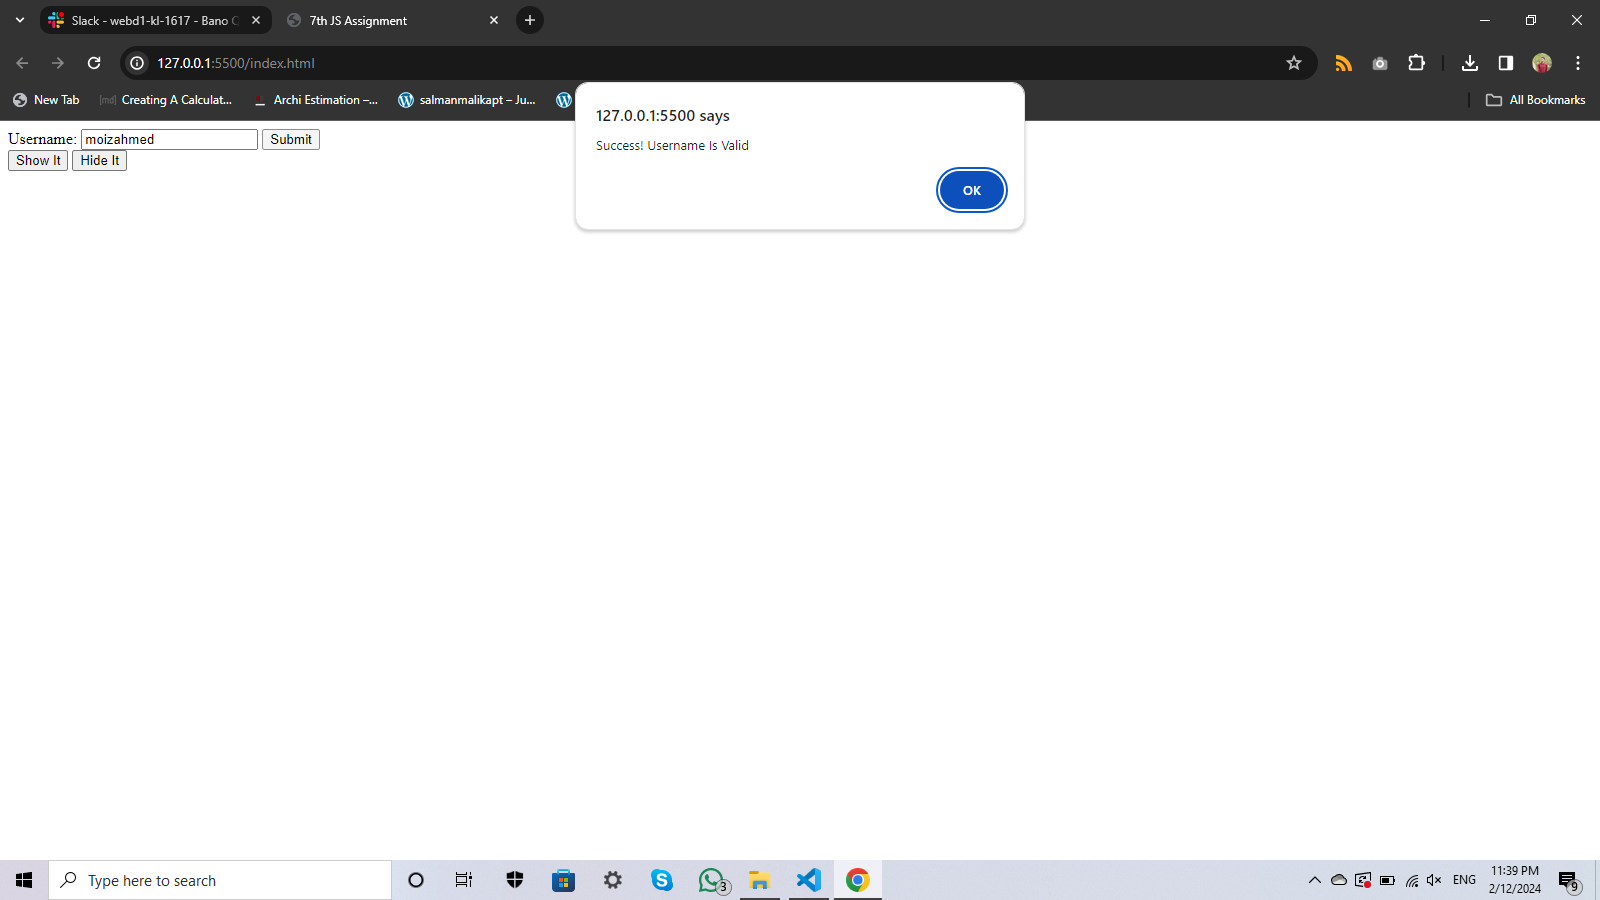 Slack - webd1-kl-1617 - Bano
7th JS Assignment
127.0.0.1:5500/index.html
New Tab
[md] Creating A Calculat...
Archi Estimation –...
salmanmalikapt – Ju...
All Bookmarks
127.0.0.1:5500 says
Success! Username Is Valid
OK
Username: moizahmed Submit
Show It Hide It
Type here to search
3
ENG
11:39 PM
2/12/2024
9